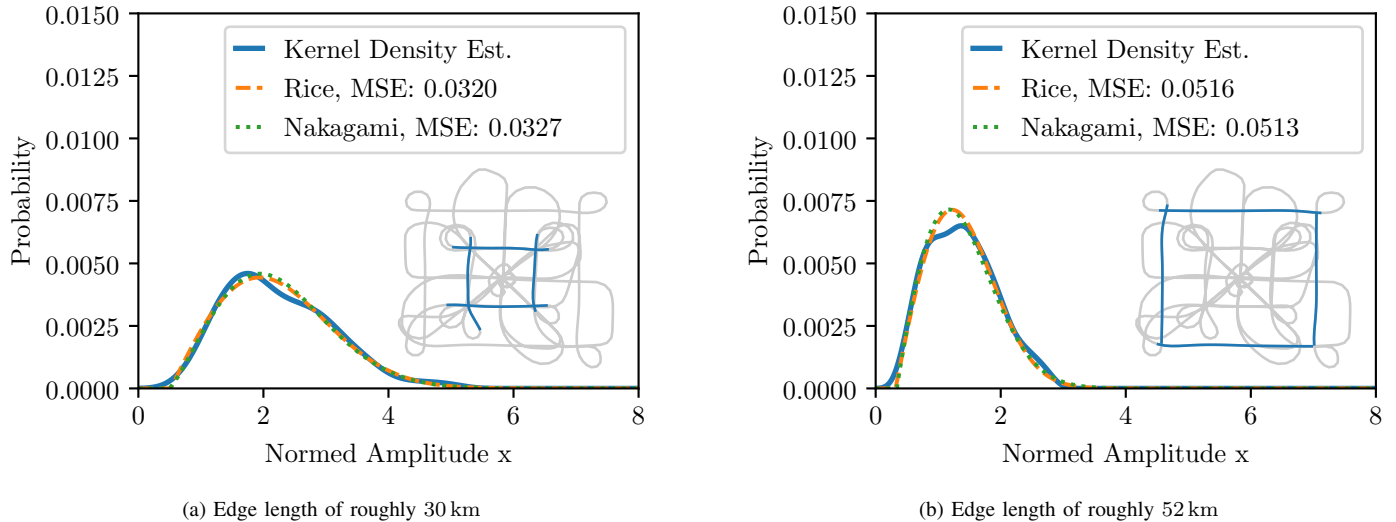 0.0150
0.0125
0.0100
0.0075
0.0050
0.0025
0.0000
Probability
Kernel Density Est.
Rice, MSE: 0.0320
Nakagami, MSE: 0.0327
0 2 4 6 8
Normed Amplitude x
(a) Edge length of roughly 30 km
0.0150
0.0125
0.0100
0.0075
0.0050
0.0025
0.0000
Probability
Kernel Density Est.
Rice, MSE: 0.0516
Nakagami, MSE: 0.0513
0 2 4 6 8
Normed Amplitude x
(b) Edge length of roughly 52 km